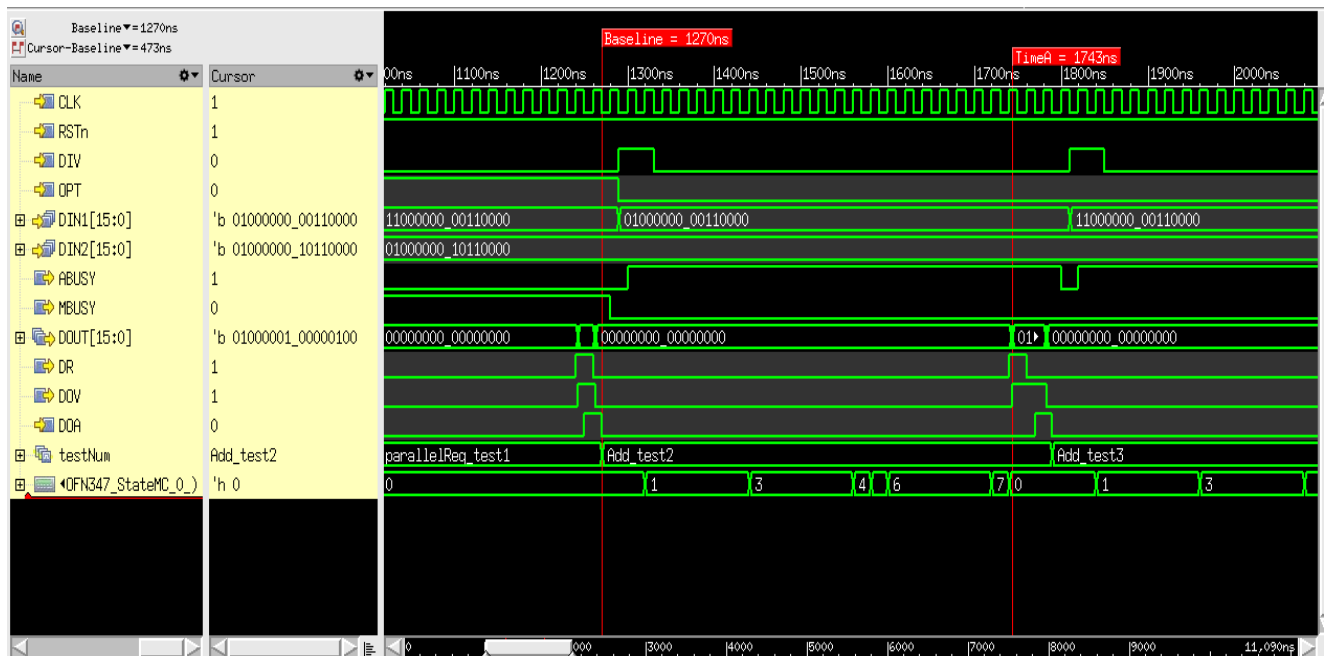 Baseline▼=1270ns
Cursor-Baseline▼=473ns
Baseline = 1270ns
TimeA = 1743ns
Name Cursor 00ns 1100ns 1200ns 1300ns 1400ns 1500ns 1600ns 1700ns 1800ns 1900ns 2000ns
CLK 1
RSTn 1
DIV 0
OPT 0
DIN1[15:0] 'b 01000000_00110000 11000000_00110000 01000000_00110000 11000000_00110000
DIN2[15:0] 'b 01000000_10110000 01000000_10110000
ABUSY 1
MBUSY 0
DOUT[15:0] 'b 01000001_00000100 00000000_00000000 00000000_00000000 01 00000000_00000000
DR 1
DOV 1
DOA 0
testNum Add_test2 parallelReq_test1 Add_test2 Add_test3
OFN347_StateMC_0_) 'h 0 0 1 3 4 6 7 0 1 3
0 000 3000 4000 5000 6000 7000 8000 9000 11,090ns